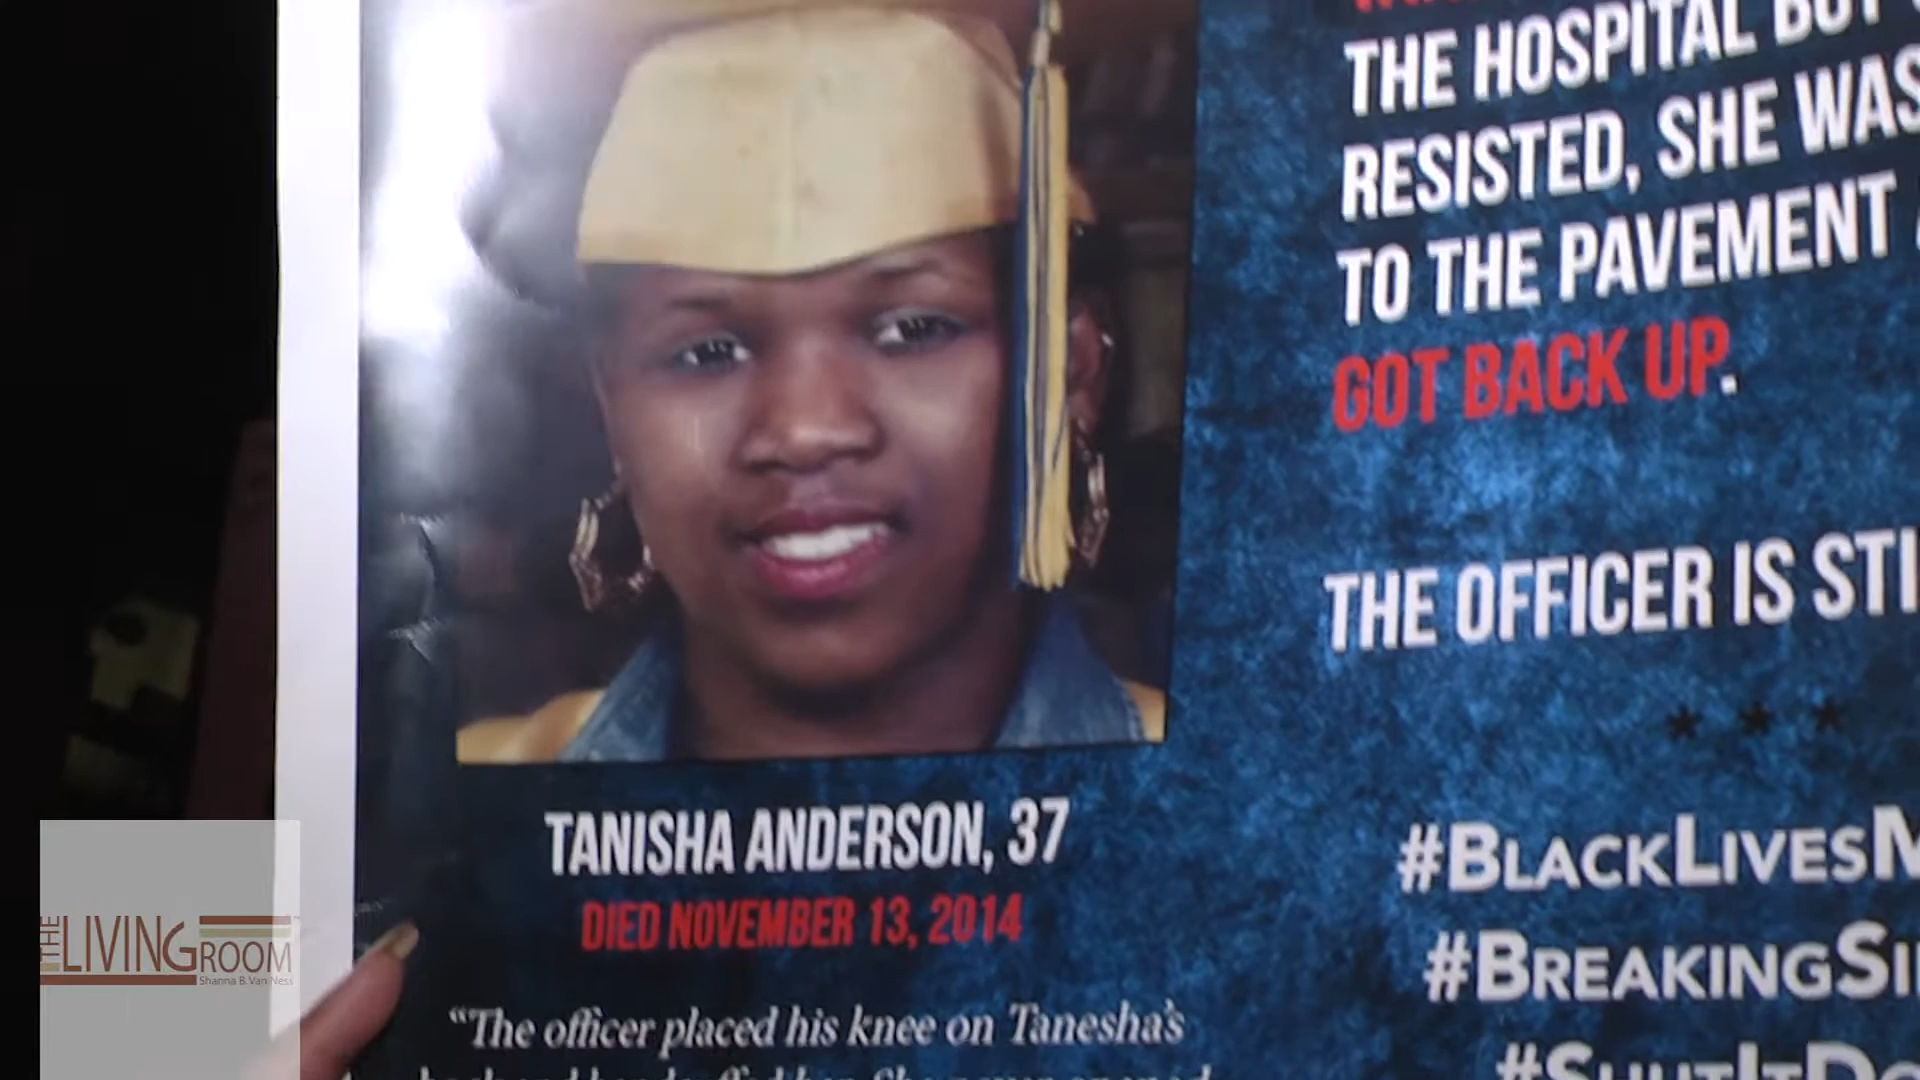 THE HOSPITAL BUT
RESISTED, SHE WAS
TO THE PAVEMENT
GOT BACK UP.
THE OFFICER IS STI
* * *
TANISHA ANDERSON, 37
DIED NOVEMBER 13, 2014
"The officer placed his knee on Tanesha's
#BLACKLIVESM
#BREAKINGSI
#SHUTITDO
THE LIVING ROOM
Shanna B. Van Ness